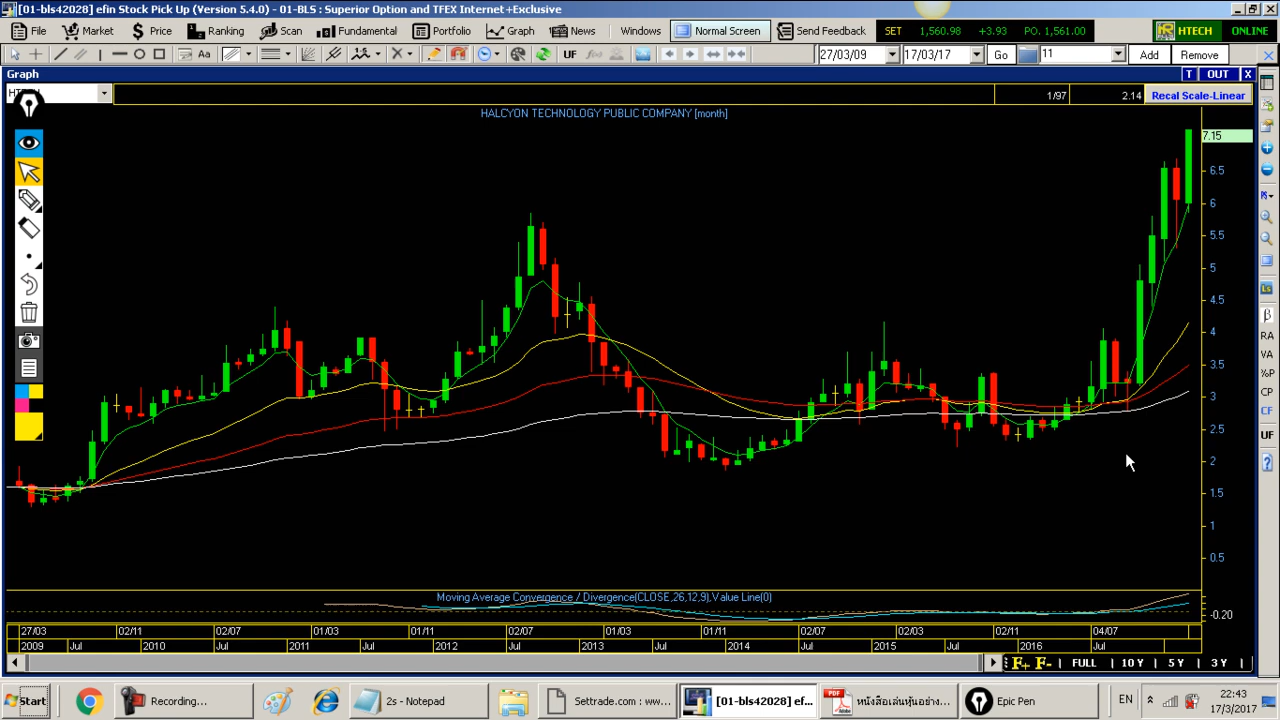 [01-bls42028] efin Stock Pick Up (Version 5.4.0) - 01-BLS : Superior Option and TFEX Internet+Exclusive
File Market Price Ranking Scan Fundamental Portfolio Graph News Windows Normal Screen Send Feedback SET 1,560.98 +3.93 PO. 1,561.00 HTECH ONLINE
Aa UF 27/03/09 17/03/17 Go 11 Add Remove
Graph T OUT X
1/97 2.14 Recal Scale-Linear
HALCYON TECHNOLOGY PUBLIC COMPANY [month]
7.15
6.5
6
5.5
5
4.5
4
3.5
3
2.5
2
1.5
1
0.5
Ls
β
RA
VA
%P
CP
CF
UF
?
Moving Average Convergence / Divergence(CLOSE,26,12,9),Value Line(0)
-0.20
27/03 02/11 02/07 01/03 01/11 02/07 01/03 01/11 02/07 02/03 02/11 04/07
2009 Jul 2010 Jul 2011 Jul 2012 Jul 2013 Jul 2014 Jul 2015 Jul 2016 Jul
F+ F- FULL 10 Y 5 Y 3 Y
Start Recording... 2 - Notepad Settrade.com : ww... [01-bls42028] ef... หนังสือเล่นหุ้นอย่าง... Epic Pen EN 22:43
17/3/2017